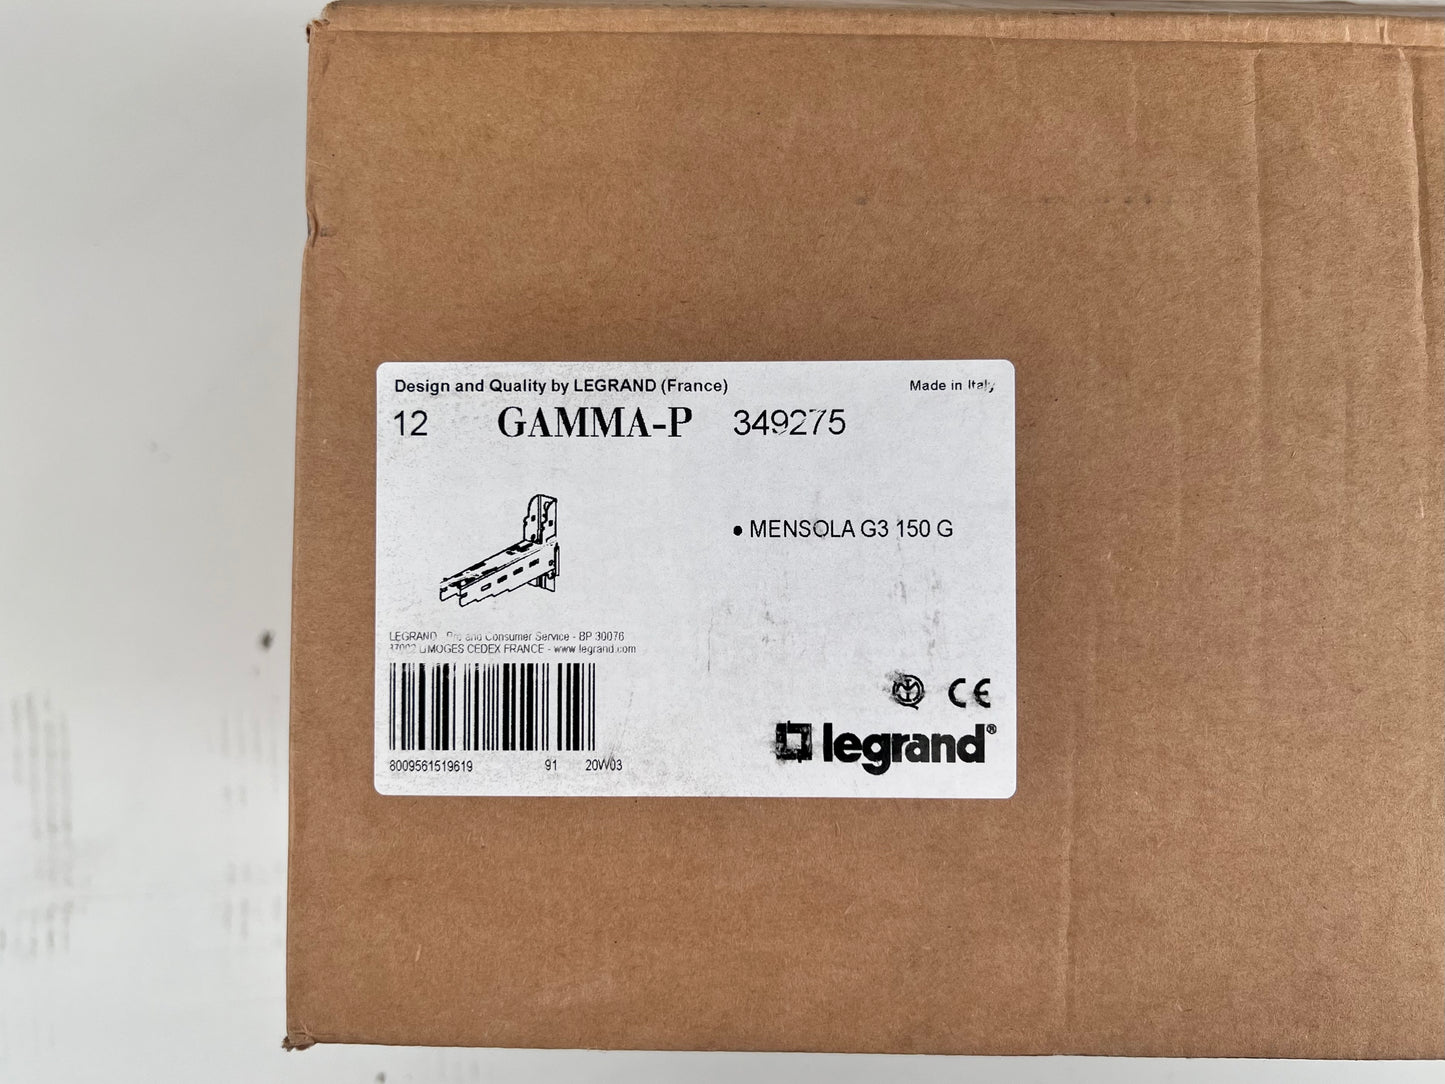 Design and Quality by LEGRAND (France) Made in Italy
12 GAMMA-P 349275
• MENSOLA G3 150 G
LEGRAND - Pro and Consumer Service - BP 30076
LIMOGES CEDEX FRANCE - www.legrand.com
CE
legrand®
8009561519619 91 20W03